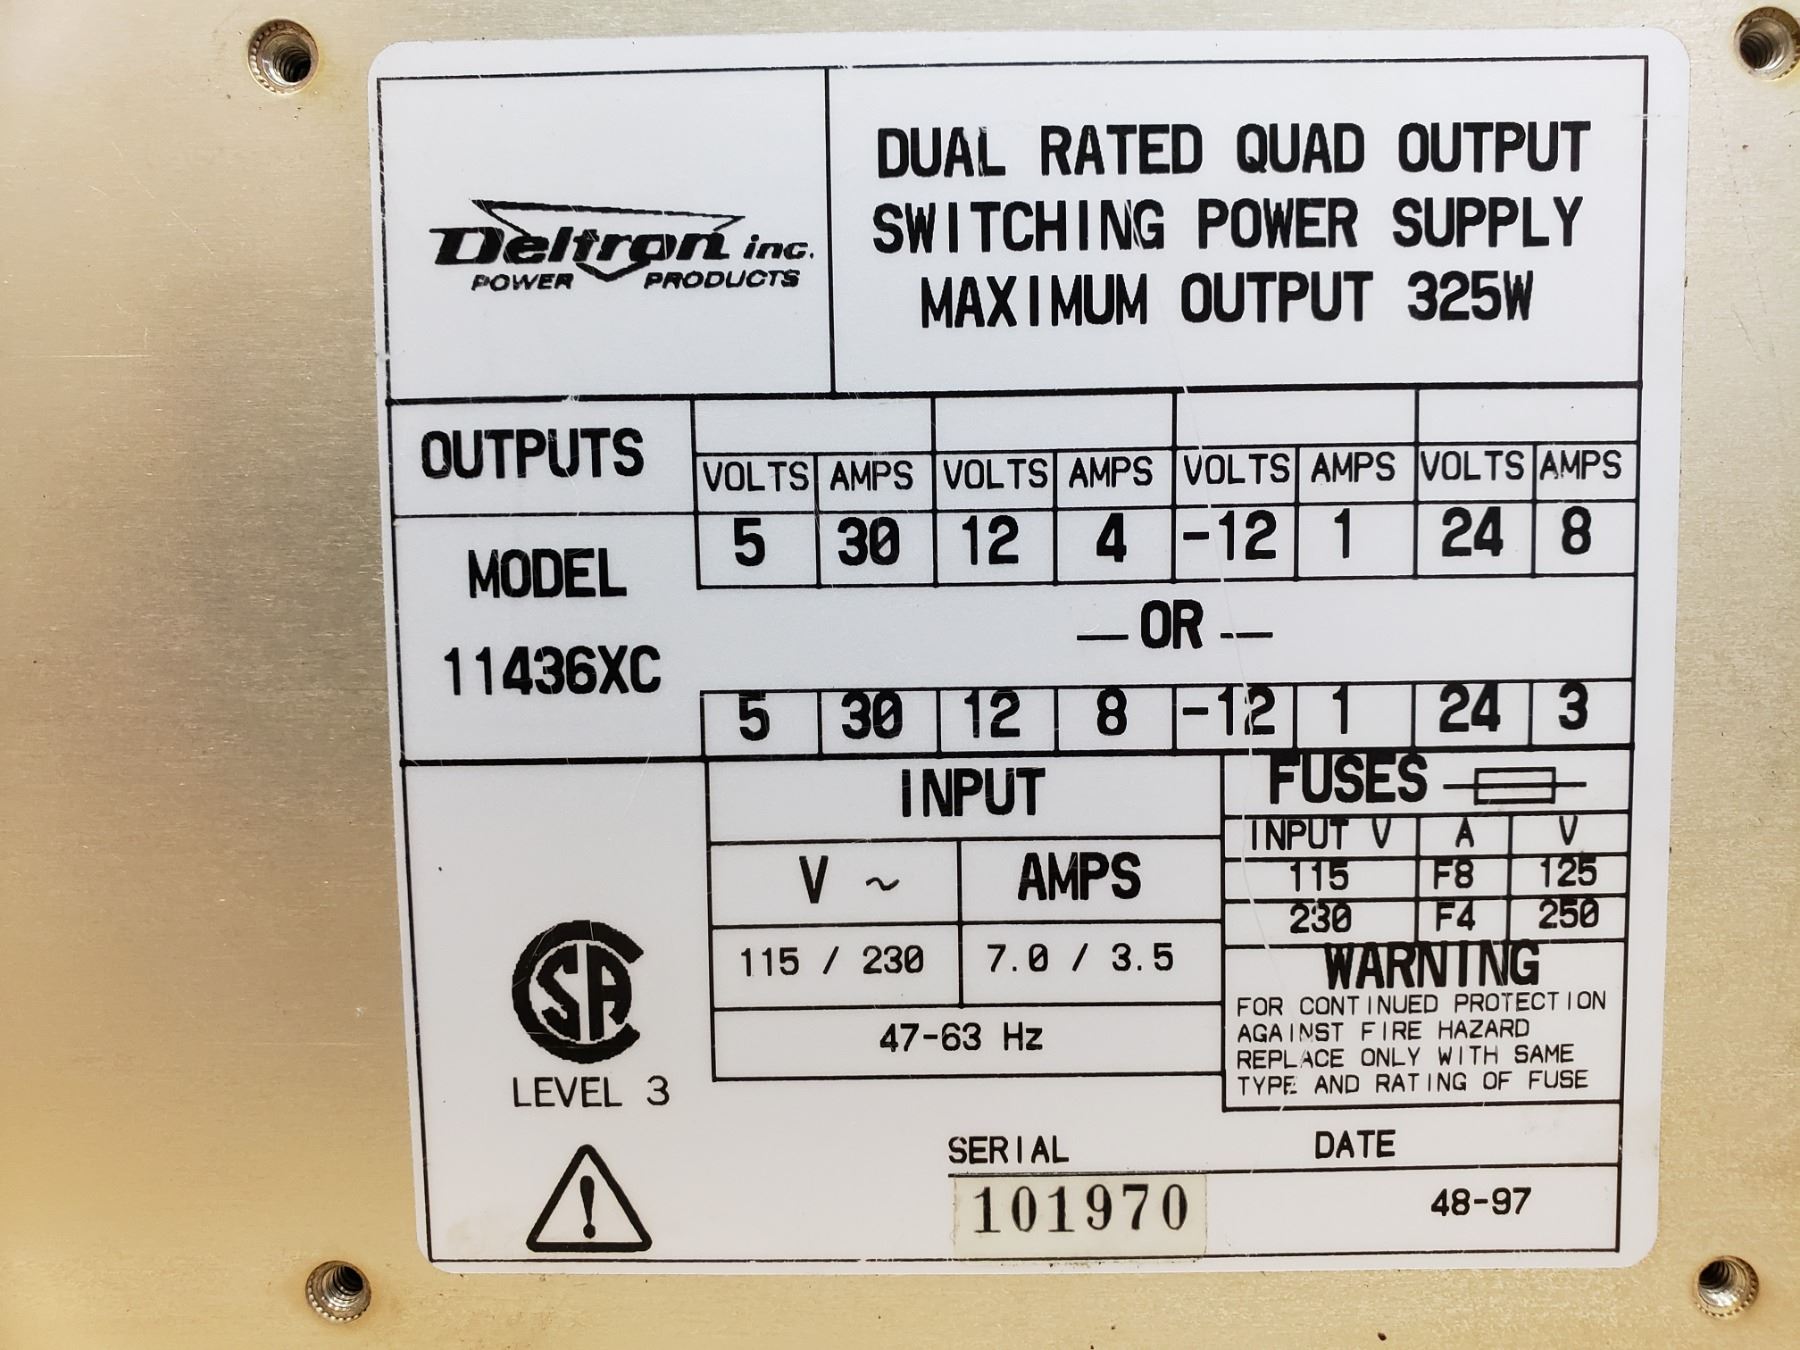 Deltron inc.
POWER PRODUCTS
DUAL RATED QUAD OUTPUT
SWITCHING POWER SUPPLY
MAXIMUM OUTPUT 325W
OUTPUTS
VOLTS AMPS VOLTS AMPS VOLTS AMPS VOLTS AMPS
MODEL
11436XC
5 30 12 4 -12 1 24 8
— OR —
5 30 12 8 -12 1 24 3
INPUT
V ~ AMPS
115 / 230 7.0 / 3.5
47-63 Hz
FUSES
INPUT V A V
115 F8 125
230 F4 250
WARNING
FOR CONTINUED PROTECTION
AGAINST FIRE HAZARD
REPLACE ONLY WITH SAME
TYPE AND RATING OF FUSE
CSA
LEVEL 3
!
SERIAL DATE
101970 48-97